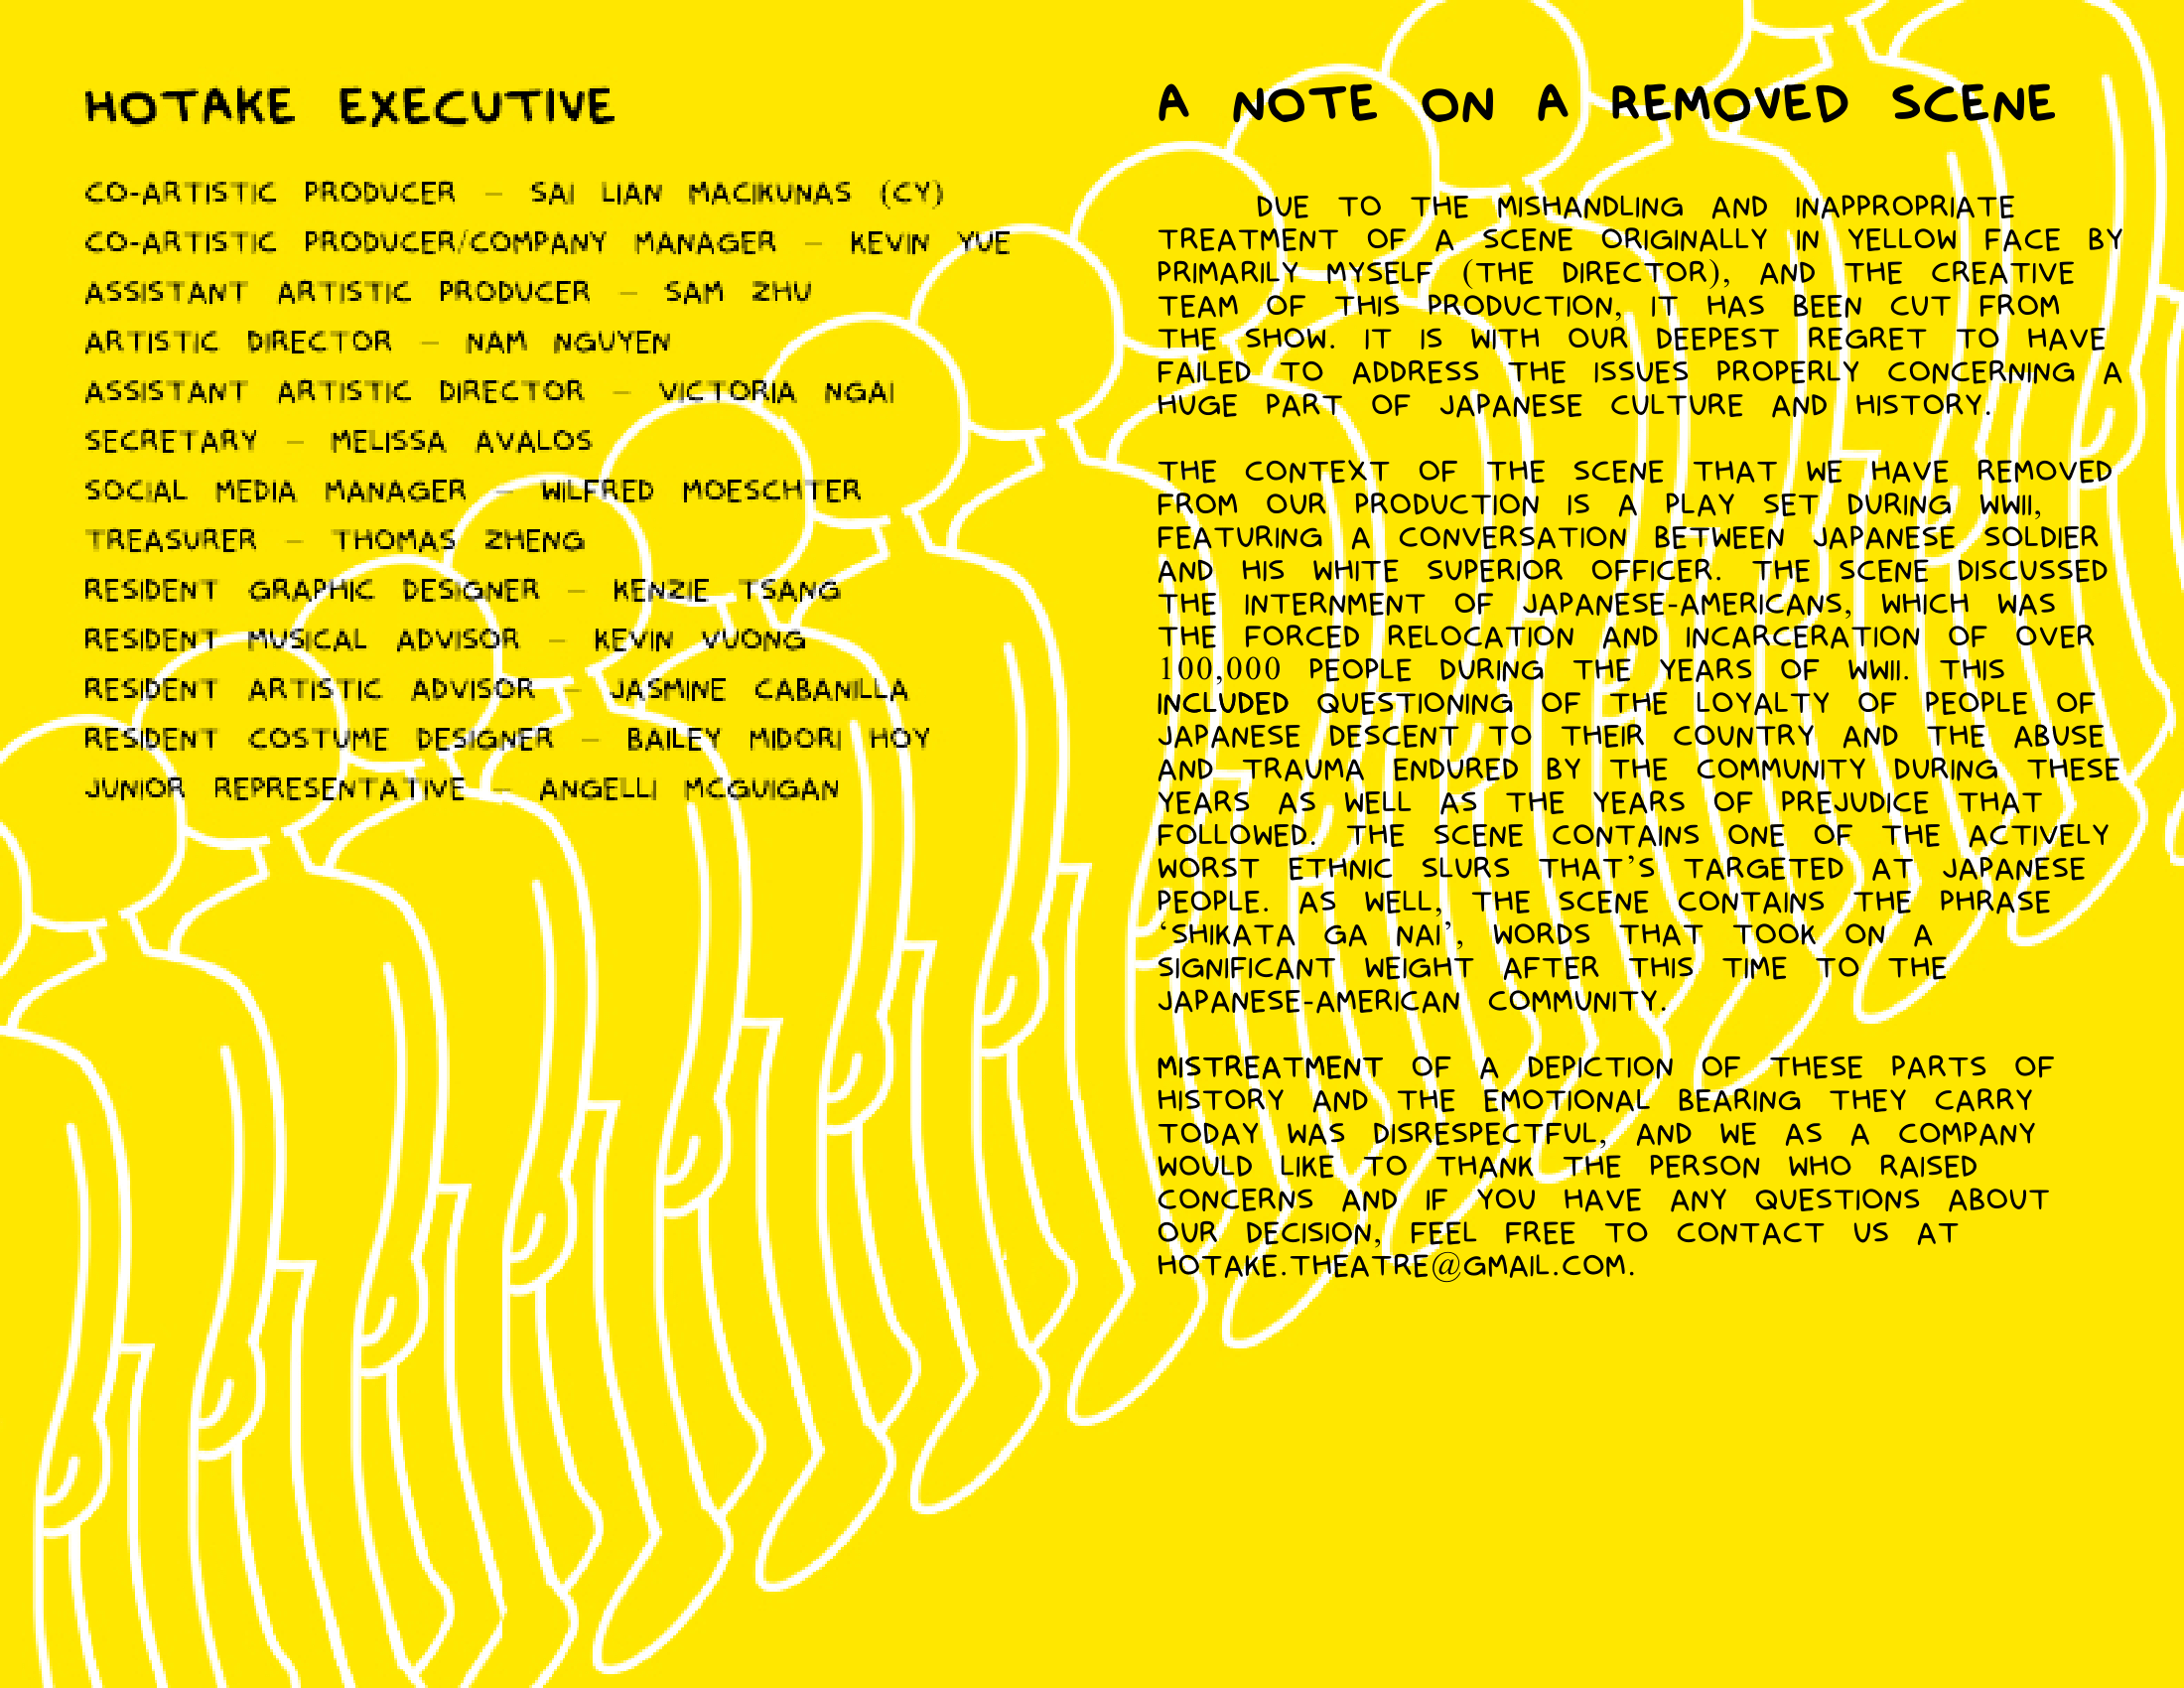 HOTAKE EXECUTIVE
CO-ARTISTIC PRODUCER – SAI LIAN MACIKUNAS (CY)
CO-ARTISTIC PRODUCER/COMPANY MANAGER – KEVIN YUE
ASSISTANT ARTISTIC PRODUCER – SAM ZHU
ARTISTIC DIRECTOR – NAM NGUYEN
ASSISTANT ARTISTIC DIRECTOR – VICTORIA NGAI
SECRETARY – MELISSA AVALOS
SOCIAL MEDIA MANAGER – WILFRED MOESCHTER
TREASURER – THOMAS ZHENG
RESIDENT GRAPHIC DESIGNER – KENZIE TSANG
RESIDENT MUSICAL ADVISOR – KEVIN VUONG
RESIDENT ARTISTIC ADVISOR – JASMINE CABANILLA
RESIDENT COSTUME DESIGNER – BAILEY MIDORI HOY
JUNIOR REPRESENTATIVE – ANGELLI MCGUIGAN
A NOTE ON A REMOVED SCENE
DUE TO THE MISHANDLING AND INAPPROPRIATE
TREATMENT OF A SCENE ORIGINALLY IN YELLOW FACE BY
PRIMARILY MYSELF (THE DIRECTOR), AND THE CREATIVE
TEAM OF THIS PRODUCTION, IT HAS BEEN CUT FROM
THE SHOW. IT IS WITH OUR DEEPEST REGRET TO HAVE
FAILED TO ADDRESS THE ISSUES PROPERLY CONCERNING A
HUGE PART OF JAPANESE CULTURE AND HISTORY.
THE CONTEXT OF THE SCENE THAT WE HAVE REMOVED
FROM OUR PRODUCTION IS A PLAY SET DURING WWII,
FEATURING A CONVERSATION BETWEEN JAPANESE SOLDIER
AND HIS WHITE SUPERIOR OFFICER. THE SCENE DISCUSSED
THE INTERNMENT OF JAPANESE-AMERICANS, WHICH WAS
THE FORCED RELOCATION AND INCARCERATION OF OVER
100,000 PEOPLE DURING THE YEARS OF WWII. THIS
INCLUDED QUESTIONING OF THE LOYALTY OF PEOPLE OF
JAPANESE DESCENT TO THEIR COUNTRY AND THE ABUSE
AND TRAUMA ENDURED BY THE COMMUNITY DURING THESE
YEARS AS WELL AS THE YEARS OF PREJUDICE THAT
FOLLOWED. THE SCENE CONTAINS ONE OF THE ACTIVELY
WORST ETHNIC SLURS THAT'S TARGETED AT JAPANESE
PEOPLE. AS WELL, THE SCENE CONTAINS THE PHRASE
‘SHIKATA GA NAI’, WORDS THAT TOOK ON A
SIGNIFICANT WEIGHT AFTER THIS TIME TO THE
JAPANESE-AMERICAN COMMUNITY.
MISTREATMENT OF A DEPICTION OF THESE PARTS OF
HISTORY AND THE EMOTIONAL BEARING THEY CARRY
TODAY WAS DISRESPECTFUL, AND WE AS A COMPANY
WOULD LIKE TO THANK THE PERSON WHO RAISED
CONCERNS AND IF YOU HAVE ANY QUESTIONS ABOUT
OUR DECISION, FEEL FREE TO CONTACT US AT
HOTAKE.THEATRE@GMAIL.COM.